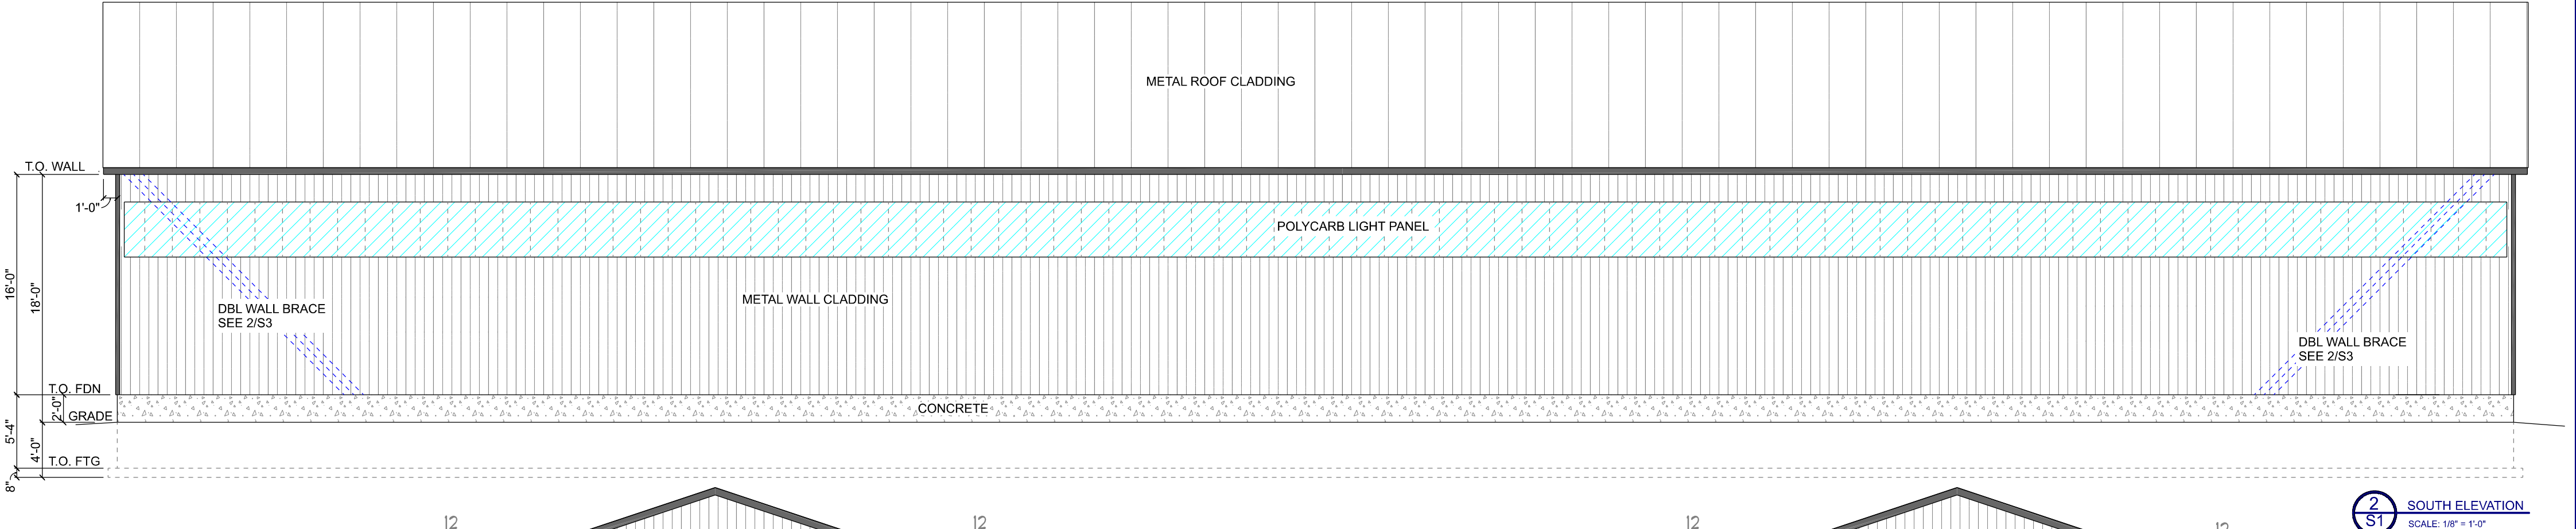 METAL ROOF CLADDING
T.O. WALL
1'-0"
POLYCARB LIGHT PANEL
16'-0"
18'-0"
METAL WALL CLADDING
DBL WALL BRACE
SEE 2/S3
DBL WALL BRACE
SEE 2/S3
T.O. FDN
2'-0"
GRADE
CONCRETE
5'-4"
4'-0"
T.O. FTG
8"
2
S1
SOUTH ELEVATION
SCALE: 1/8" = 1'-0"
12
12
12
12